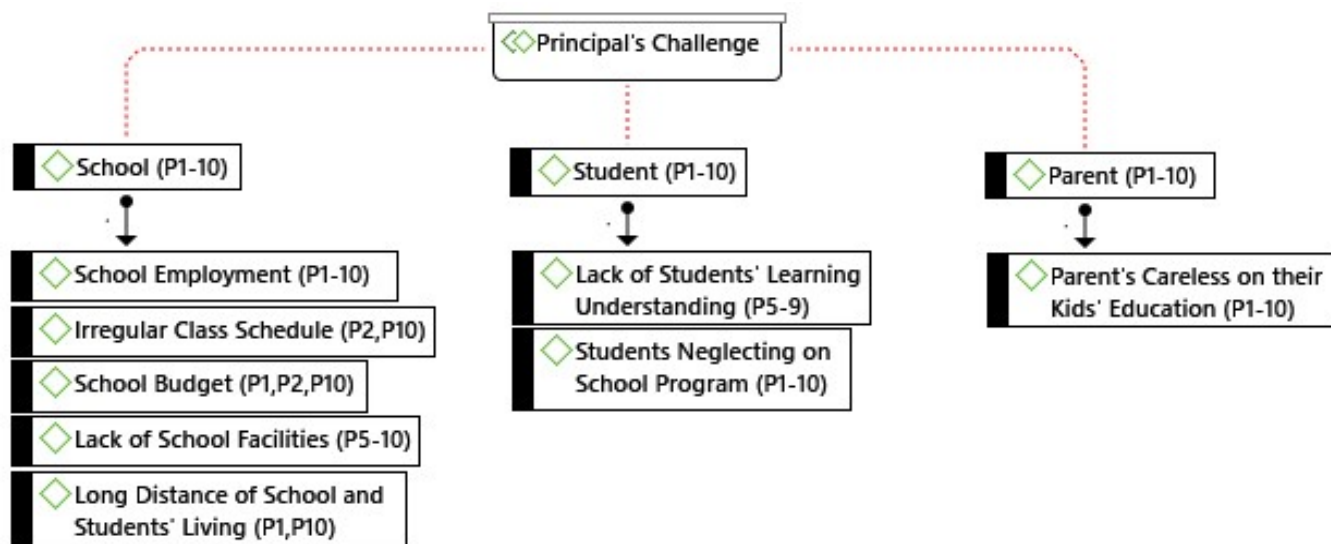 Principal's Challenge
School (P1-10)
School Employment (P1-10)
Irregular Class Schedule (P2,P10)
School Budget (P1,P2,P10)
Lack of School Facilities (P5-10)
Long Distance of School and
Students' Living (P1,P10)
Student (P1-10)
Lack of Students' Learning
Understanding (P5-9)
Students Neglecting on
School Program (P1-10)
Parent (P1-10)
Parent's Careless on their
Kids' Education (P1-10)